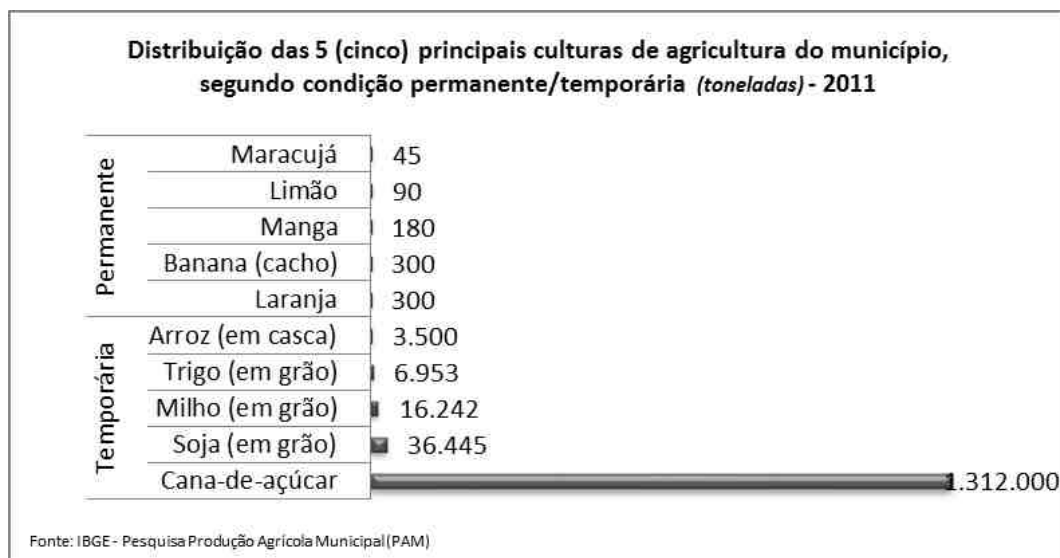 Distribuição das 5 (cinco) principais culturas de agricultura do município,
segundo condição permanente/temporária (toneladas) - 2011
Permanente
Maracujá 45
Limão 90
Manga 180
Banana (cacho) 300
Laranja 300
Temporária
Arroz (em casca) 3.500
Trigo (em grão) 6.953
Milho (em grão) 16.242
Soja (em grão) 36.445
Cana-de-açúcar 1.312.000
Fonte: IBGE - Pesquisa Produção Agrícola Municipal (PAM)